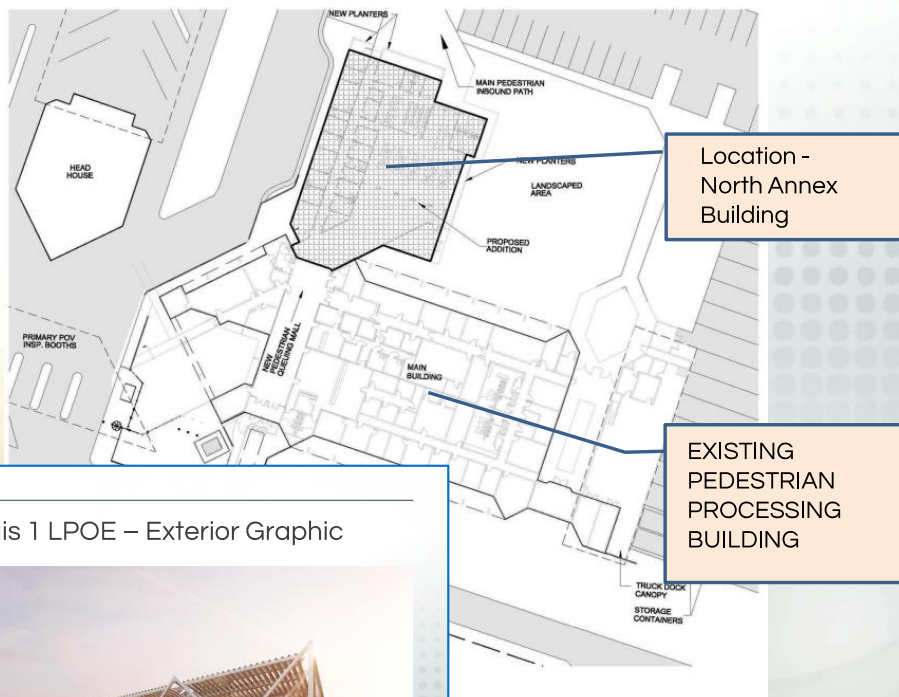 NEW PLANTERS
MAIN PEDESTRIAN
INBOUND PATH
HEAD
HOUSE
NEW PLANTERS
LANDSCAPED
AREA
Location -
North Annex
Building
PROPOSED
ADDITION
PRIMARY POV
INSP. BOOTHS
NEW
PEDESTRIAN
QUEUING MALL
MAIN
BUILDING
EXISTING
PEDESTRIAN
PROCESSING
BUILDING
is 1 LPOE – Exterior Graphic
TRUCK DOCK
CANOPY
STORAGE
CONTAINERS